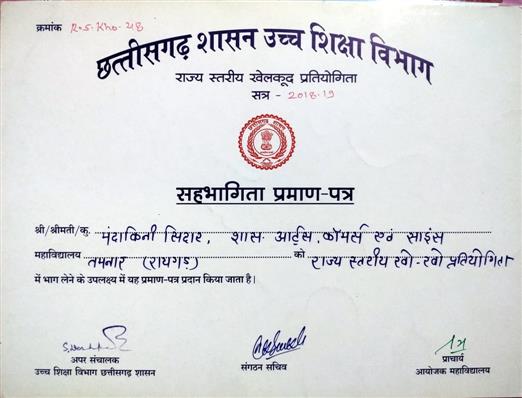 क्रमांक R.S. Kho. 28
छत्तीसगढ़ शासन उच्च शिक्षा विभाग
राज्य स्तरीय खेलकूद प्रतियोगिता
सत्र - 2018-19
सहभागिता प्रमाण-पत्र
श्री/श्रीमती/कु. मंदाकिनी सिदार, शास. आर्ट्स, कॉमर्स एवं साइंस
महाविद्यालय तमनार (रायगढ़) को राज्य स्तरीय खो-खो प्रतियोगिता
में भाग लेने के उपलक्ष्य में यह प्रमाण-पत्र प्रदान किया जाता है।
अपर संचालक
उच्च शिक्षा विभाग छत्तीसगढ़ शासन
संगठन सचिव
प्राचार्य
आयोजक महाविद्यालय